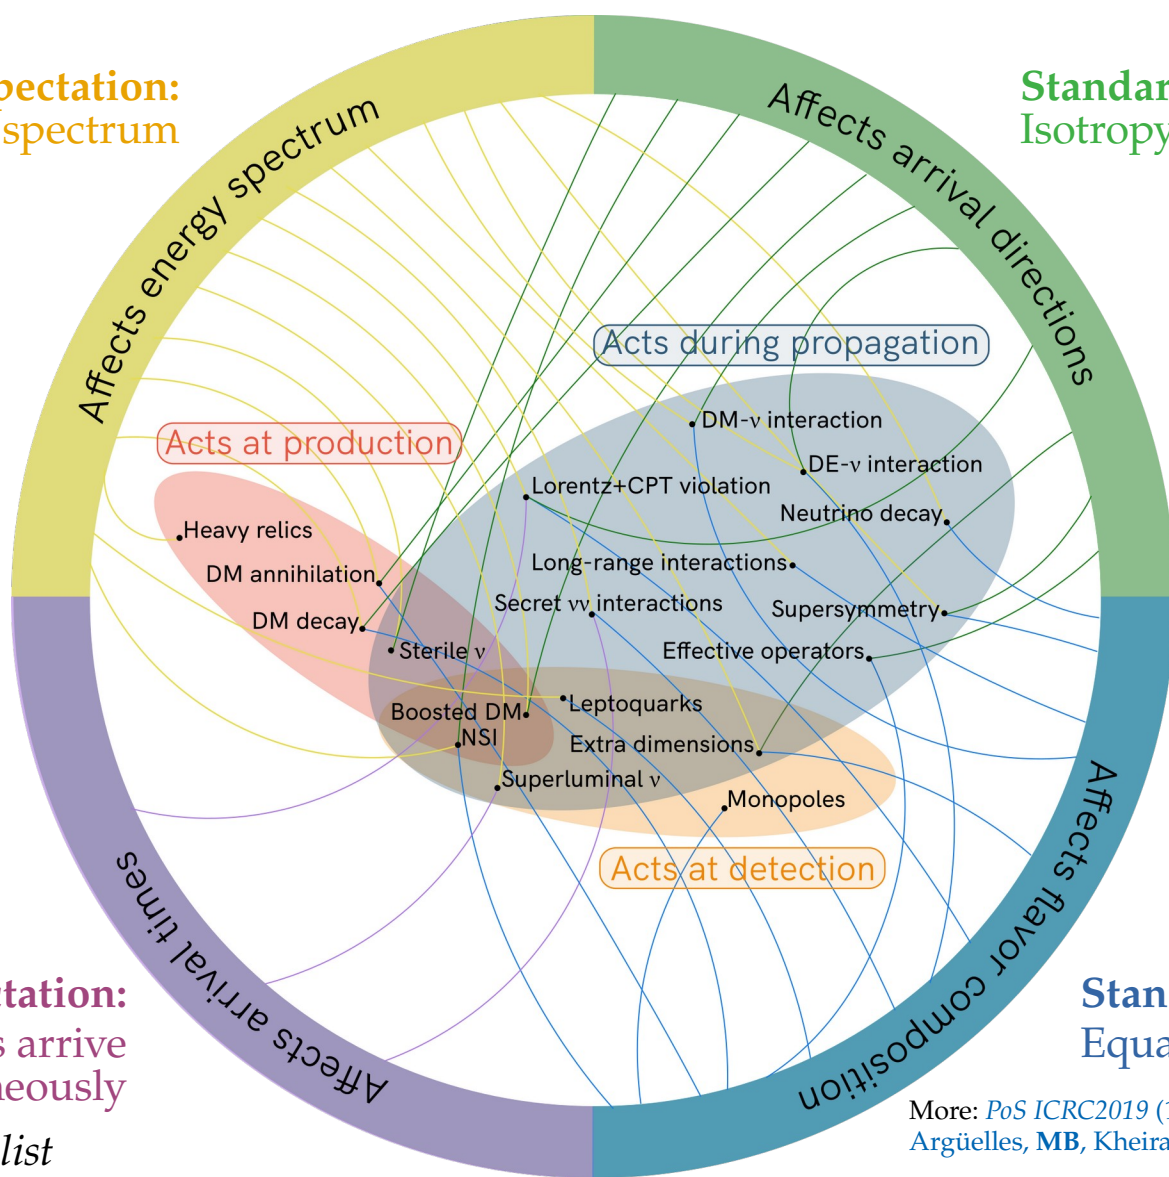 pectation:
spectrum
Standar
Isotropy
Affects energy spectrum
Affects arrival directions
Acts during propagation
DM-ν interaction
Acts at production
DE-ν interaction
Lorentz+CPT violation
Neutrino decay
Heavy relics
Long-range interactions
DM annihilation
Secret νν interactions
Supersymmetry
DM decay
Sterile ν
Effective operators
Leptoquarks
Boosted DM
NSI
Extra dimensions
Superluminal ν
Monopoles
Acts at detection
Affects arrival times
Affects flavor composition
tation:
s arrive
neously
list
Stan
Equa
More: PoS ICRC2019 (1
Argüelles, MB, Kheira